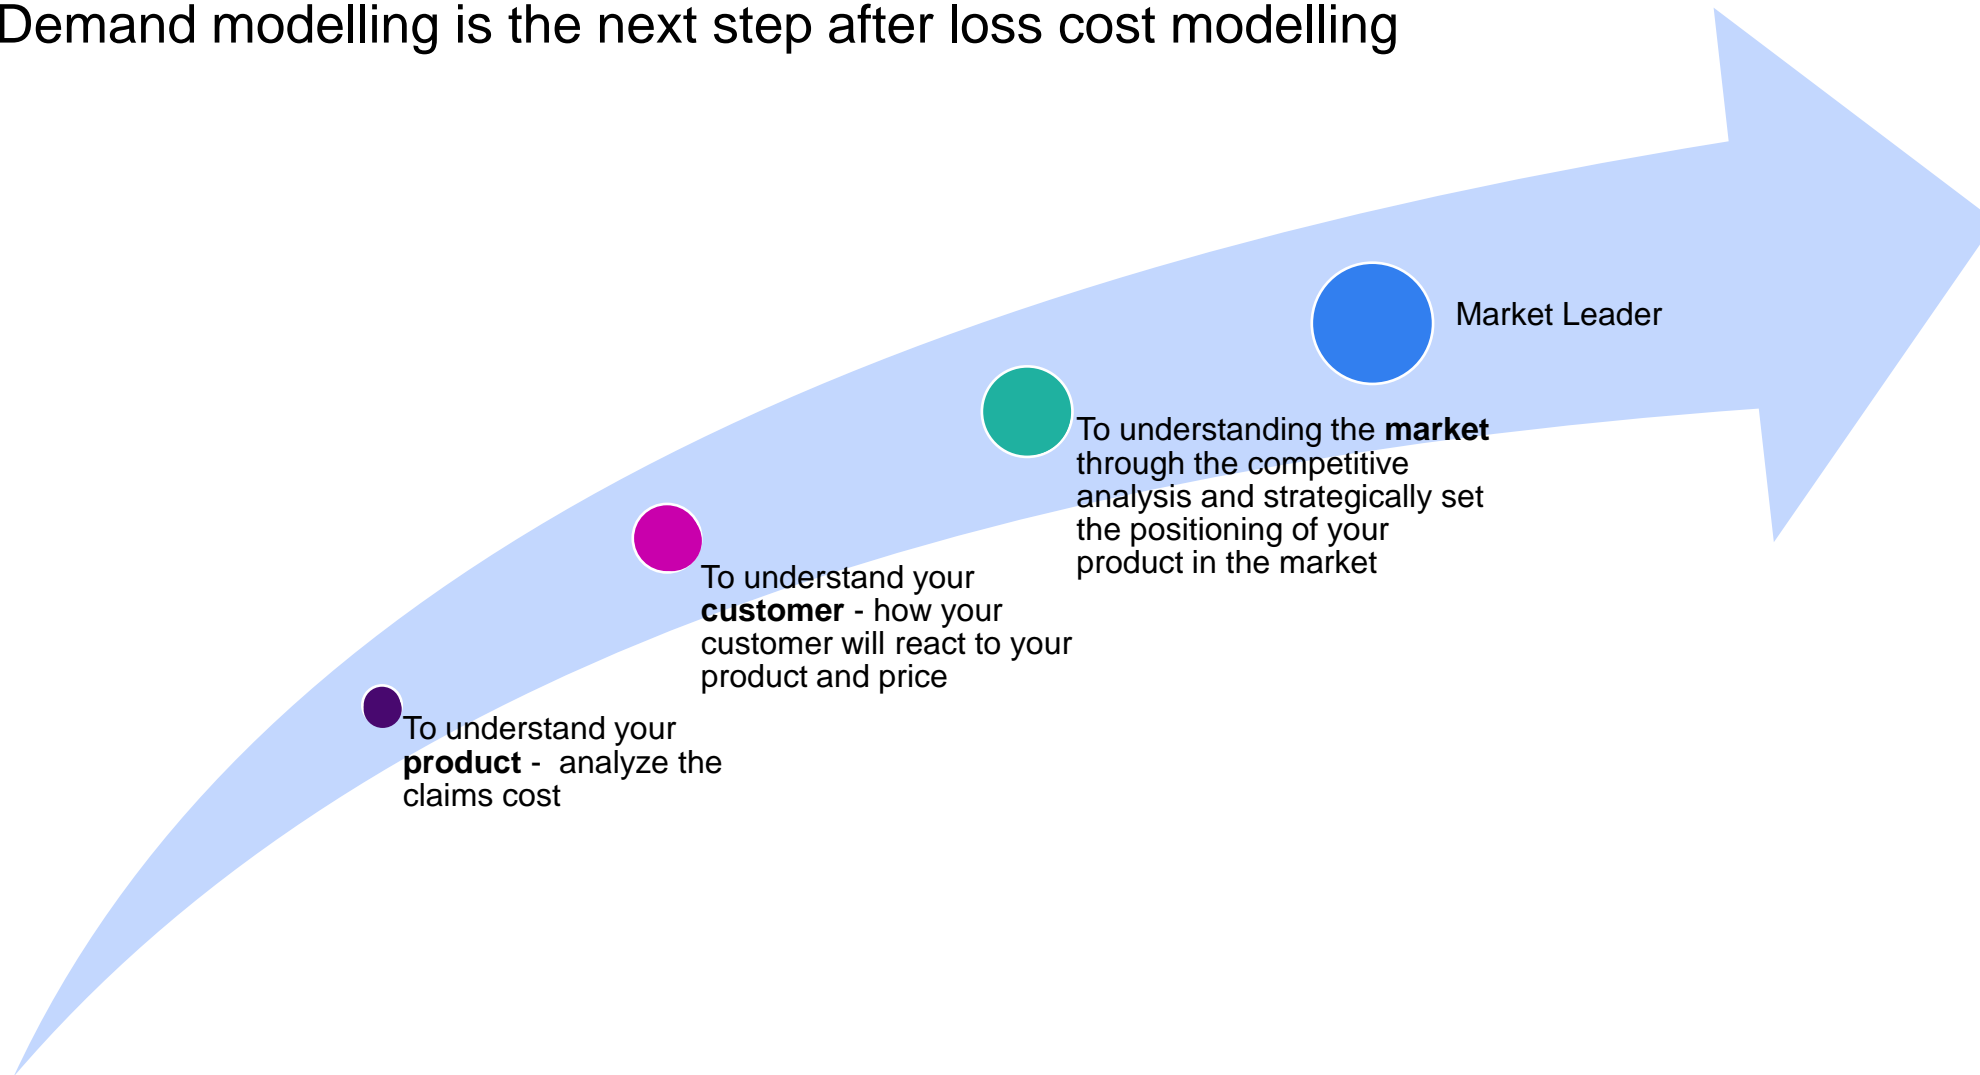 Demand modelling is the next step after loss cost modelling
Market Leader
To understanding the market
through the competitive
analysis and strategically set
the positioning of your
product in the market
To understand your
customer - how your
customer will react to your
product and price
To understand your
product -  analyze the
claims cost